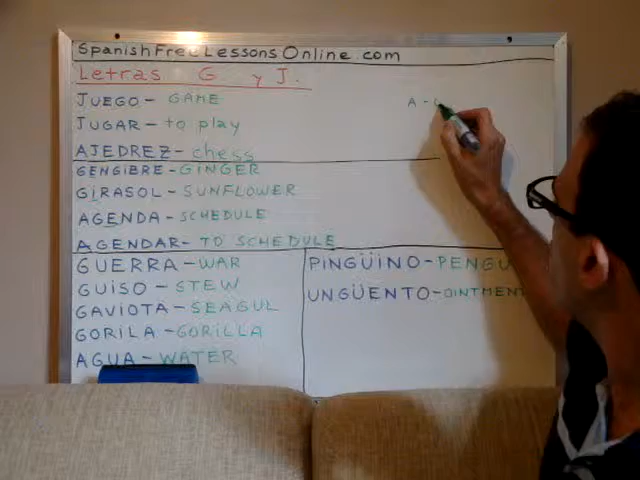 SpanishFreeLessonsOnline.com
Letras G y J.
JUEGO - GAME
A -
JUGAR - to play
AJEDREZ - chess
GENGIBRE - GINGER
GIRASOL - SUNFLOWER
AGENDA - SCHEDULE
AGENDAR - TO SCHEDULE
GUERRA - WAR
GUISO - STEW
GAVIOTA - SEAGUL
GORILA - GORILLA
AGUA - WATER
PINGÜINO - PENGU
UNGÜENTO - OINTMENT